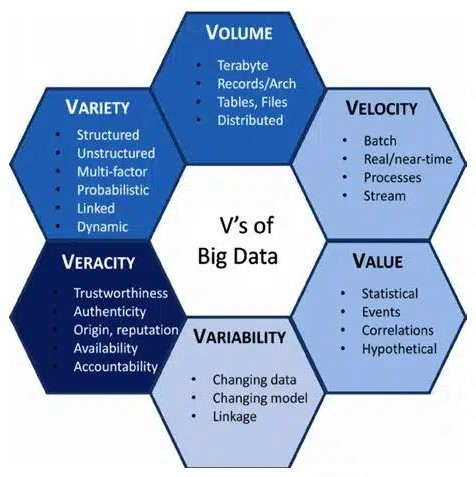 VOLUME
• Terabyte
• Records/Arch
• Tables, Files
• Distributed
VARIETY
• Structured
• Unstructured
• Multi-factor
• Probabilistic
• Linked
• Dynamic
VELOCITY
• Batch
• Real/near-time
• Processes
• Stream
V's of
Big Data
VERACITY
• Trustworthiness
• Authenticity
• Origin, reputation
• Availability
• Accountability
VALUE
• Statistical
• Events
• Correlations
• Hypothetical
VARIABILITY
• Changing data
• Changing model
• Linkage